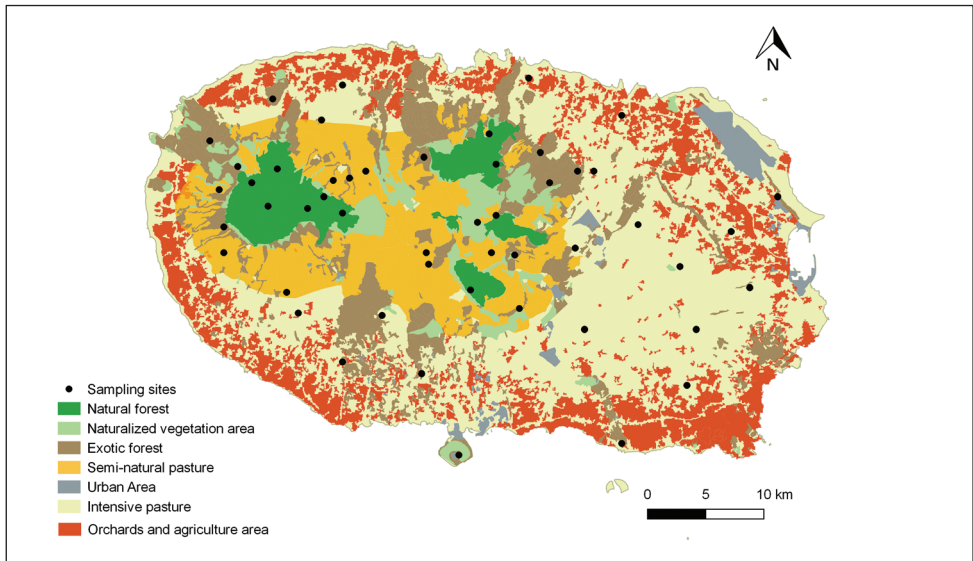 N
Sampling sites
Natural forest
Naturalized vegetation area
Exotic forest
Semi-natural pasture
Urban Area
Intensive pasture
Orchards and agriculture area
0 5 10 km